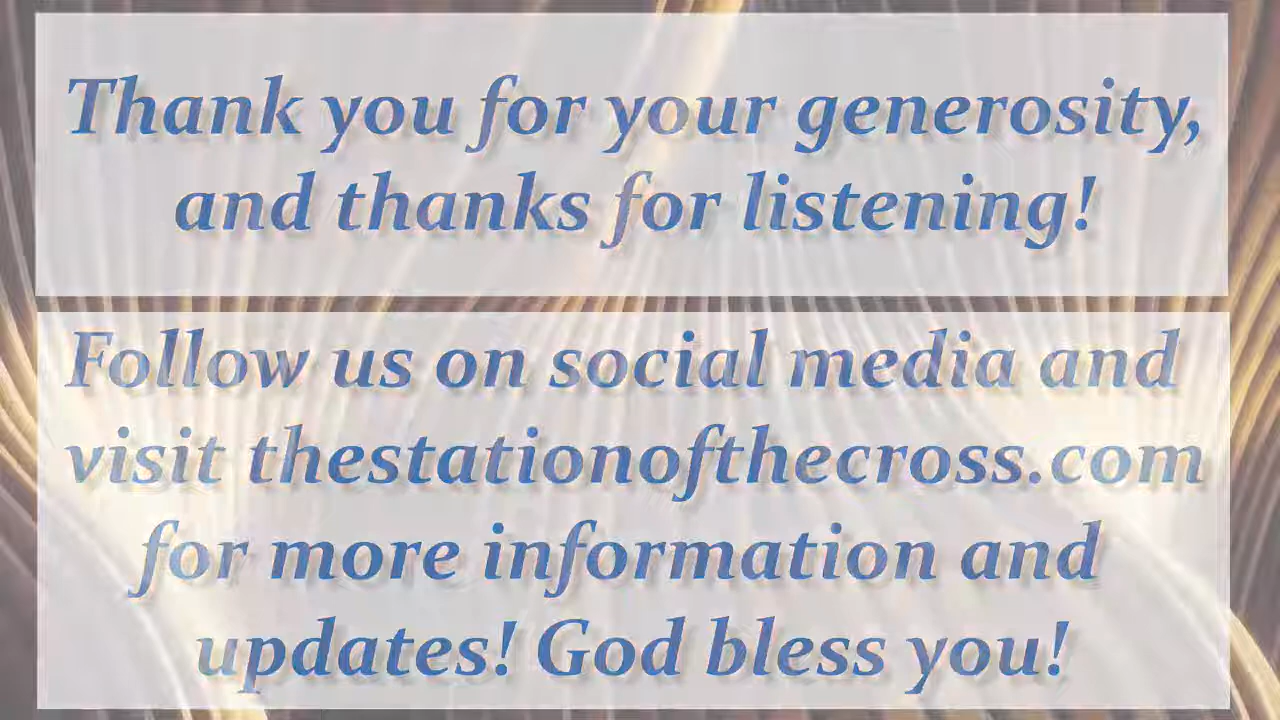 Thank you for your generosity,
and thanks for listening!
Follow us on social media and
visit thestationofthecross.com
for more information and
updates! God bless you!